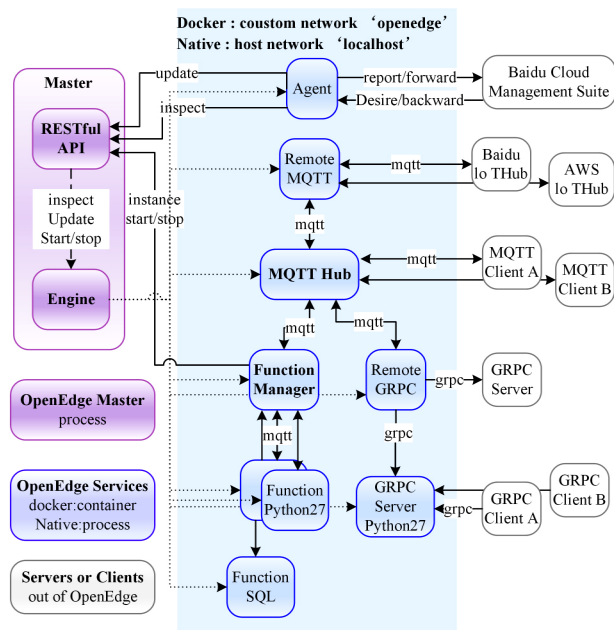 Docker : coustom network ‘openedge’
Native : host network ‘localhost’
Master
update
inspect
Agent
report/forward
Desire/backward
Baidu Cloud
Management Suite
RESTful
API
Remote
MQTT
mqtt
Baidu
lo THub
AWS
lo THub
inspect
Update
Start/stop
instance
start/stop
mqtt
Engine
MQTT Hub
mqtt
MQTT
Client A
MQTT
Client B
mqtt
mqtt
Function
Manager
Remote
GRPC
grpc
GRPC
Server
OpenEdge Master
process
mqtt
grpc
OpenEdge Services
docker:container
Native:process
Function
Python27
GRPC
Server
Python27
grpc
GRPC
Client A
GRPC
Client B
Servers or Clients
out of OpenEdge
Function
SQL